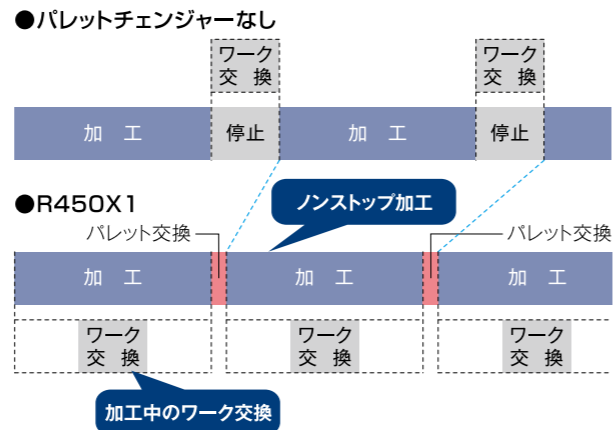 ●パレットチェンジャーなし
ワーク
交 換
ワーク
交 換
加 工
停止
加 工
停止
●R450X1
ノンストップ加工
パレット交換
パレット交換
加 工
加 工
加 工
ワーク
交 換
ワーク
交 換
ワーク
交 換
加工中のワーク交換